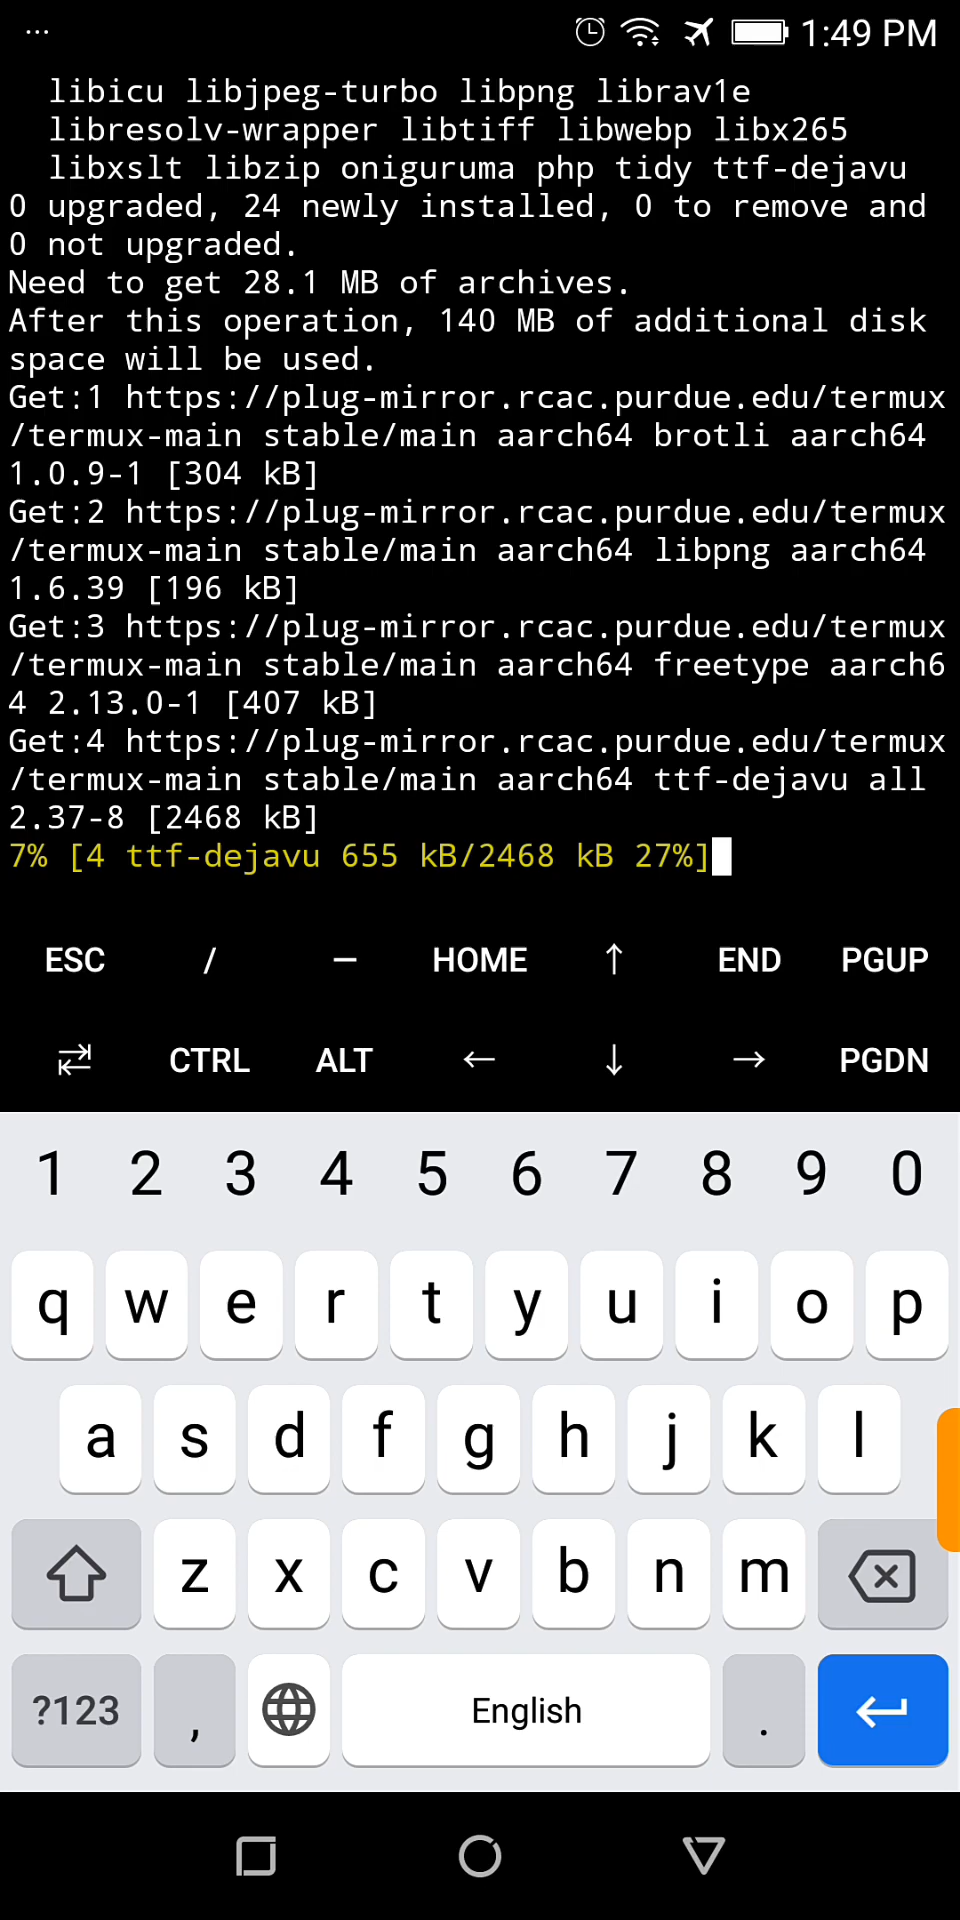 ...
1:49 PM
libicu libjpeg-turbo libpng librav1e
libresolv-wrapper libtiff libwebp libx265
libxslt libzip oniguruma php tidy ttf-dejavu
0 upgraded, 24 newly installed, 0 to remove and
0 not upgraded.
Need to get 28.1 MB of archives.
After this operation, 140 MB of additional disk
space will be used.
Get:1 https://plug-mirror.rcac.purdue.edu/termux
/termux-main stable/main aarch64 brotli aarch64
1.0.9-1 [304 kB]
Get:2 https://plug-mirror.rcac.purdue.edu/termux
/termux-main stable/main aarch64 libpng aarch64
1.6.39 [196 kB]
Get:3 https://plug-mirror.rcac.purdue.edu/termux
/termux-main stable/main aarch64 freetype aarch6
4 2.13.0-1 [407 kB]
Get:4 https://plug-mirror.rcac.purdue.edu/termux
/termux-main stable/main aarch64 ttf-dejavu all
2.37-8 [2468 kB]
7% [4 ttf-dejavu 655 kB/2468 kB 27%]
ESC / — HOME ↑ END PGUP
⇄ CTRL ALT ← ↓ → PGDN
1 2 3 4 5 6 7 8 9 0
q w e r t y u i o p
a s d f g h j k l
z x c v b n m
?123 , English .